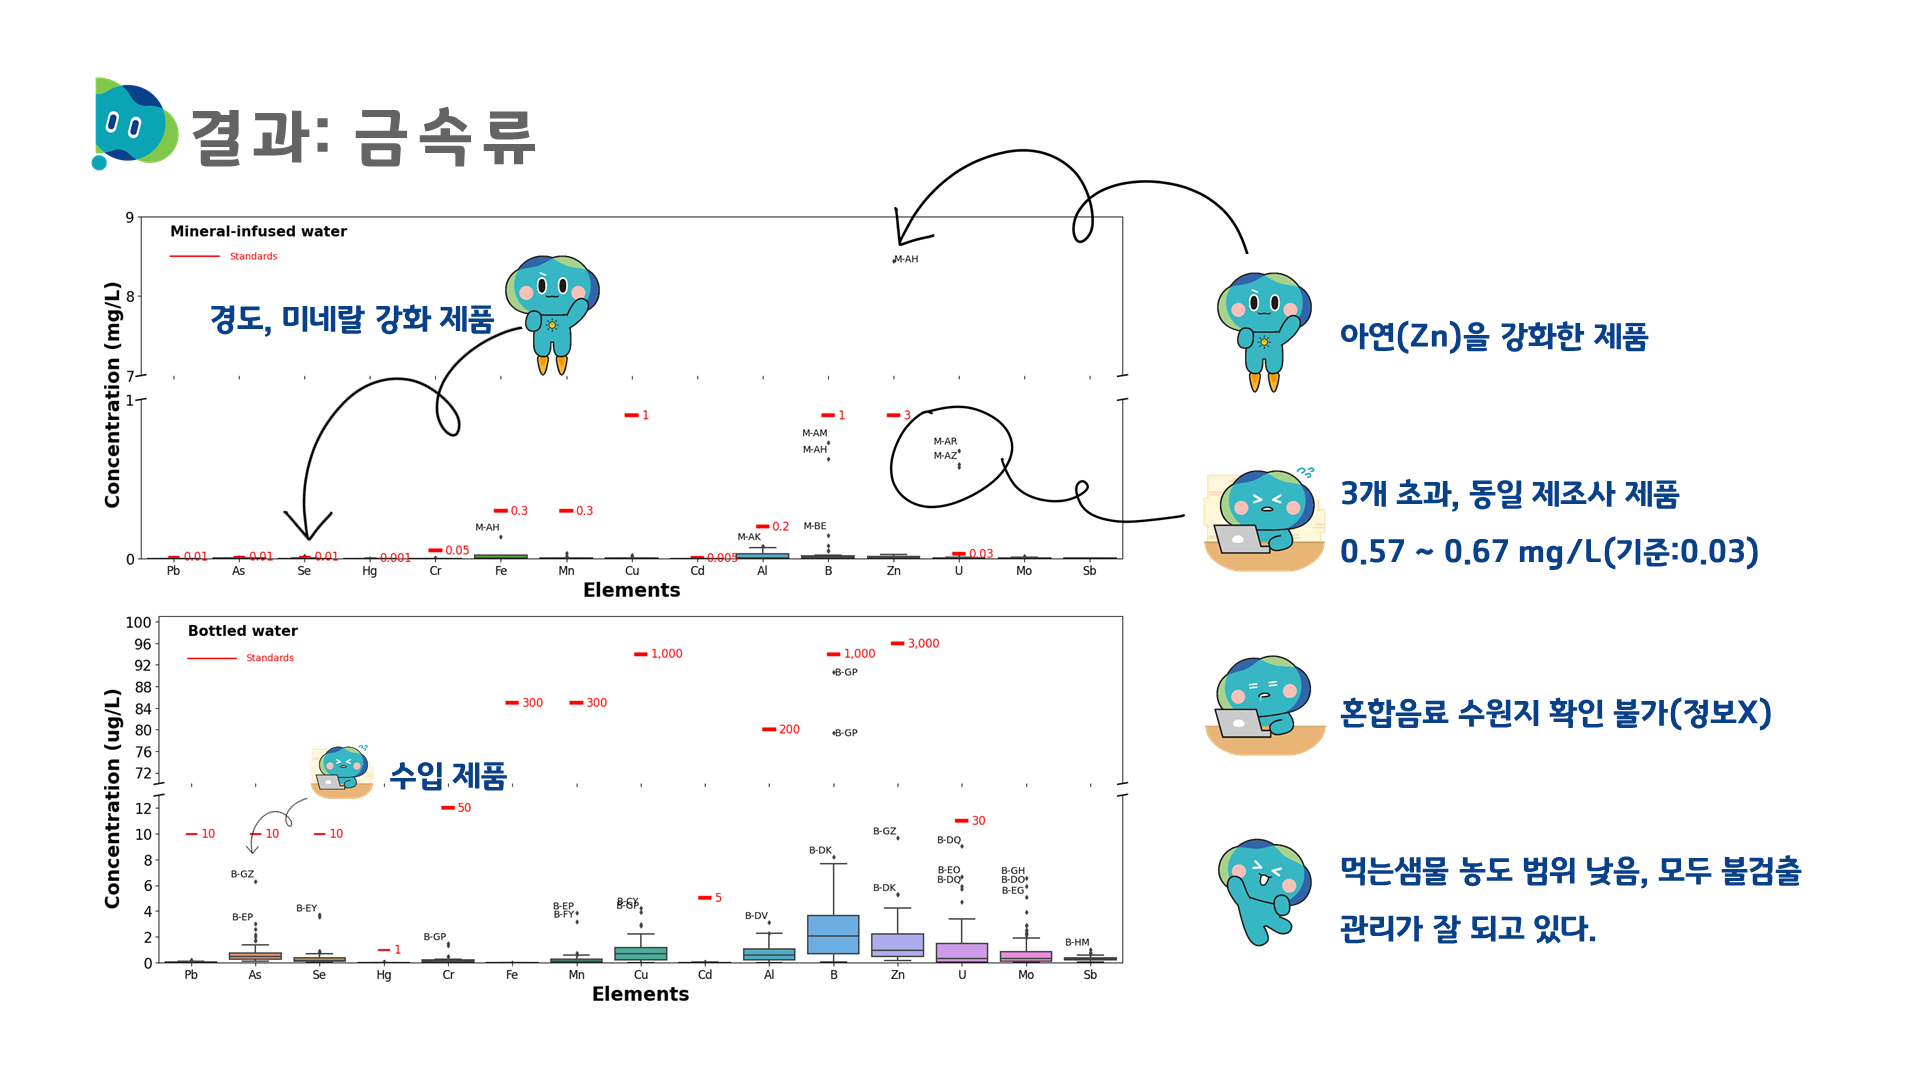 결과: 금속류
9
Mineral-infused water
Standards
M-AH
8
경도, 미네랄 강화 제품
아연(Zn)을 강화한 제품
Concentration (mg/L)
7
1
1
1
3
M-AM
M-AH
M-AR
M-AZ
3개 초과, 동일 제조사 제품
0.57 ~ 0.67 mg/L(기준:0.03)
0.3
0.3
M-AH
0.2
M-BE
M-AK
0.05
0.03
0
0.01
0.01
0.01
0.001
0.005
Pb As Se Hg Cr Fe Mn Cu Cd Al B Zn U Mo Sb
Elements
Bottled water
Standards
Concentration (ug/L)
100
96
92
88
84
80
76
72
3,000
1,000
1,000
B-GP
300
300
200
B-GP
혼합음료 수원지 확인 불가(정보X)
수입 제품
12
10
8
6
4
2
0
50
10
10
10
30
B-GZ
B-DQ
B-DK
B-GZ
B-EO
B-DQ
B-GH
B-DO
B-EG
5
B-DK
B-EY
B-EP
B-EP
B-FY
B-CY
B-GP
B-DV
B-GP
1
B-HM
Pb As Se Hg Cr Fe Mn Cu Cd Al B Zn U Mo Sb
Elements
먹는샘물 농도 범위 낮음, 모두 불검출
관리가 잘 되고 있다.